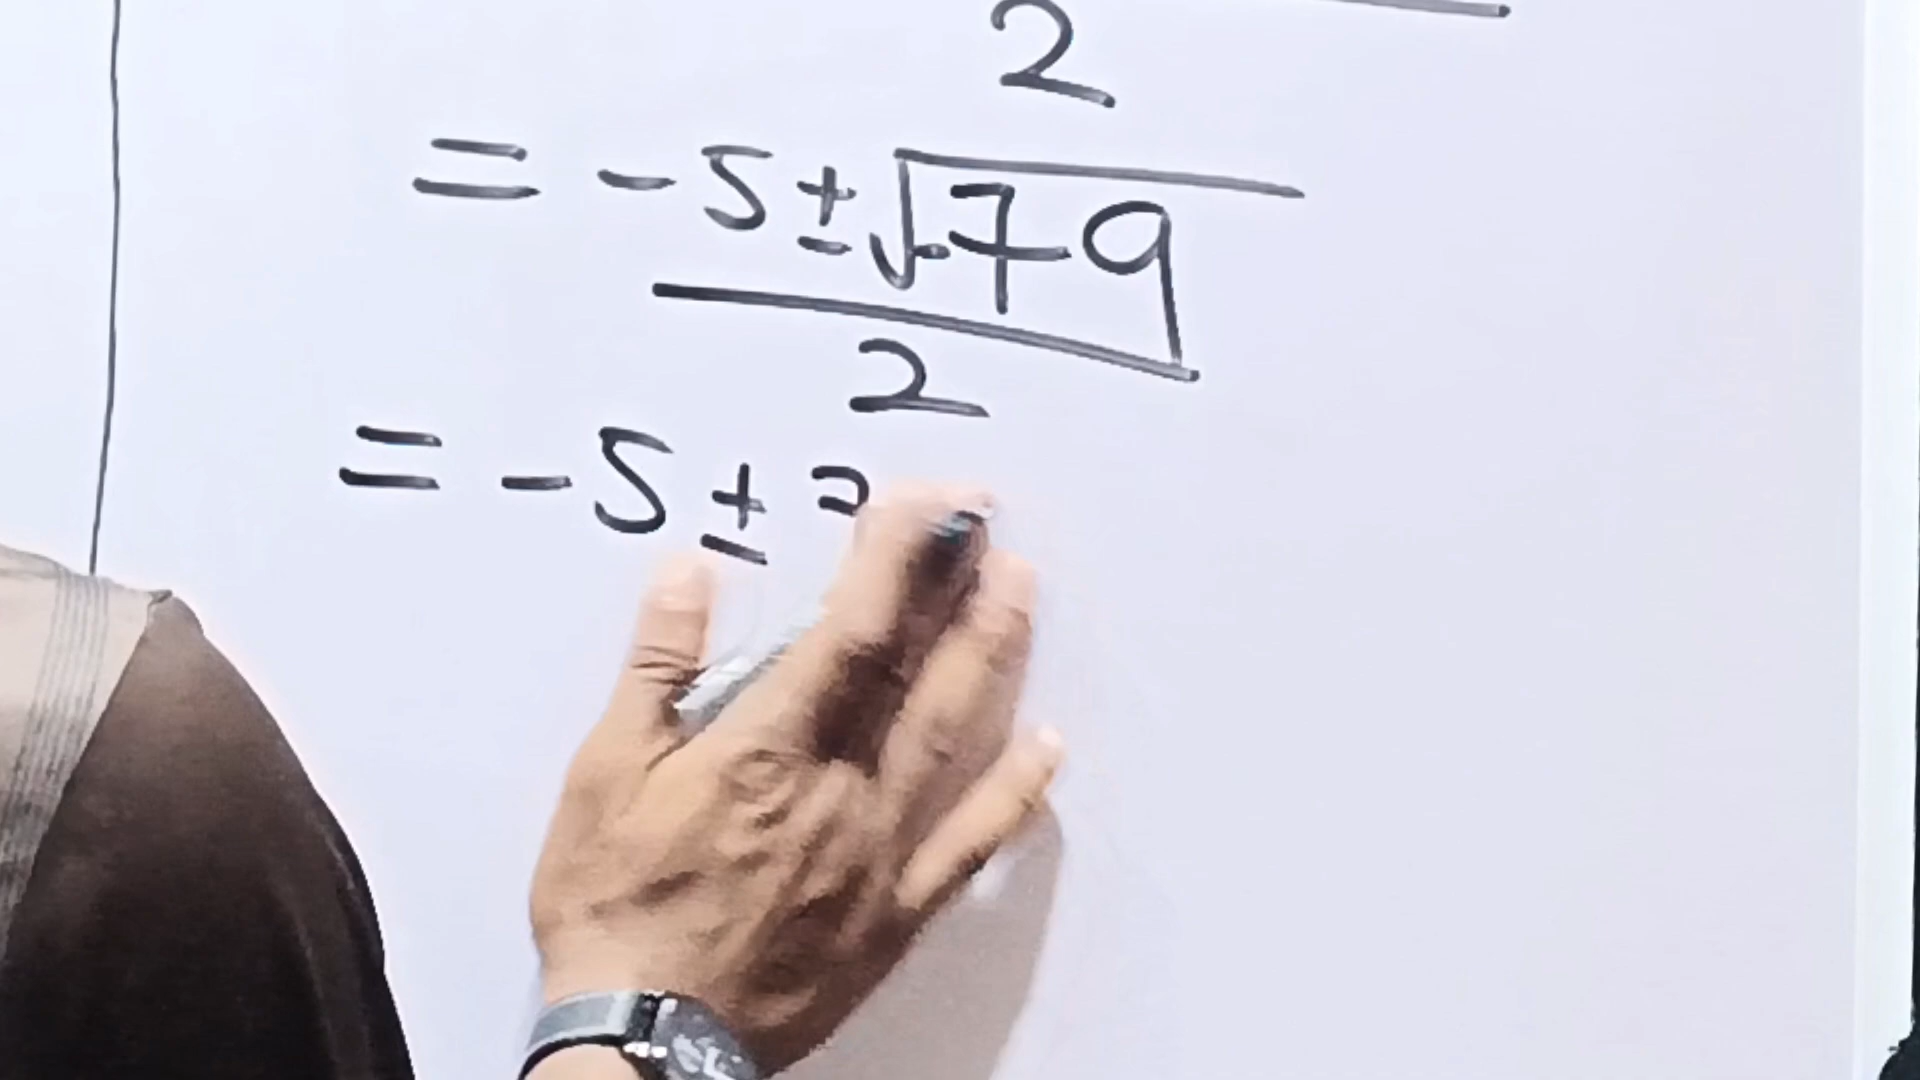 2
= -5 ± √79
2
= -5 ±